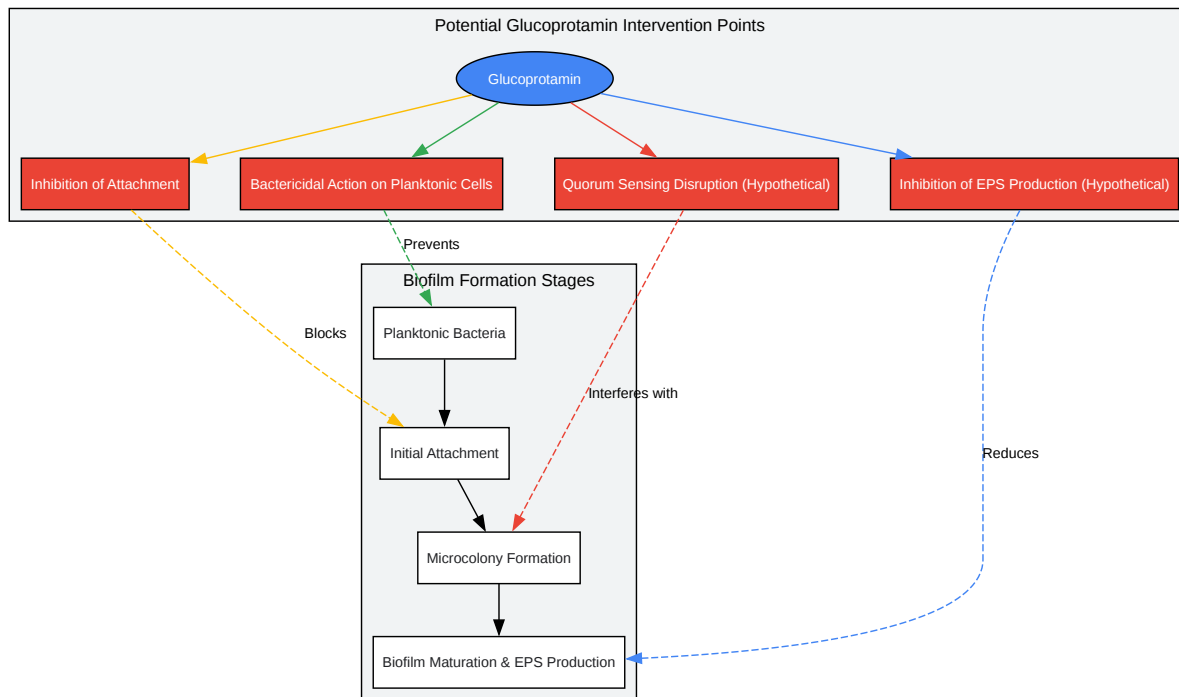 Potential Glucoprotamin Intervention Points
Glucoprotamin
Inhibition of Attachment
Bactericidal Action on Planktonic Cells
Quorum Sensing Disruption (Hypothetical)
Inhibition of EPS Production (Hypothetical)
Prevents
Biofilm Formation Stages
Planktonic Bacteria
Blocks
Interferes with
Initial Attachment
Reduces
Microcolony Formation
Biofilm Maturation & EPS Production